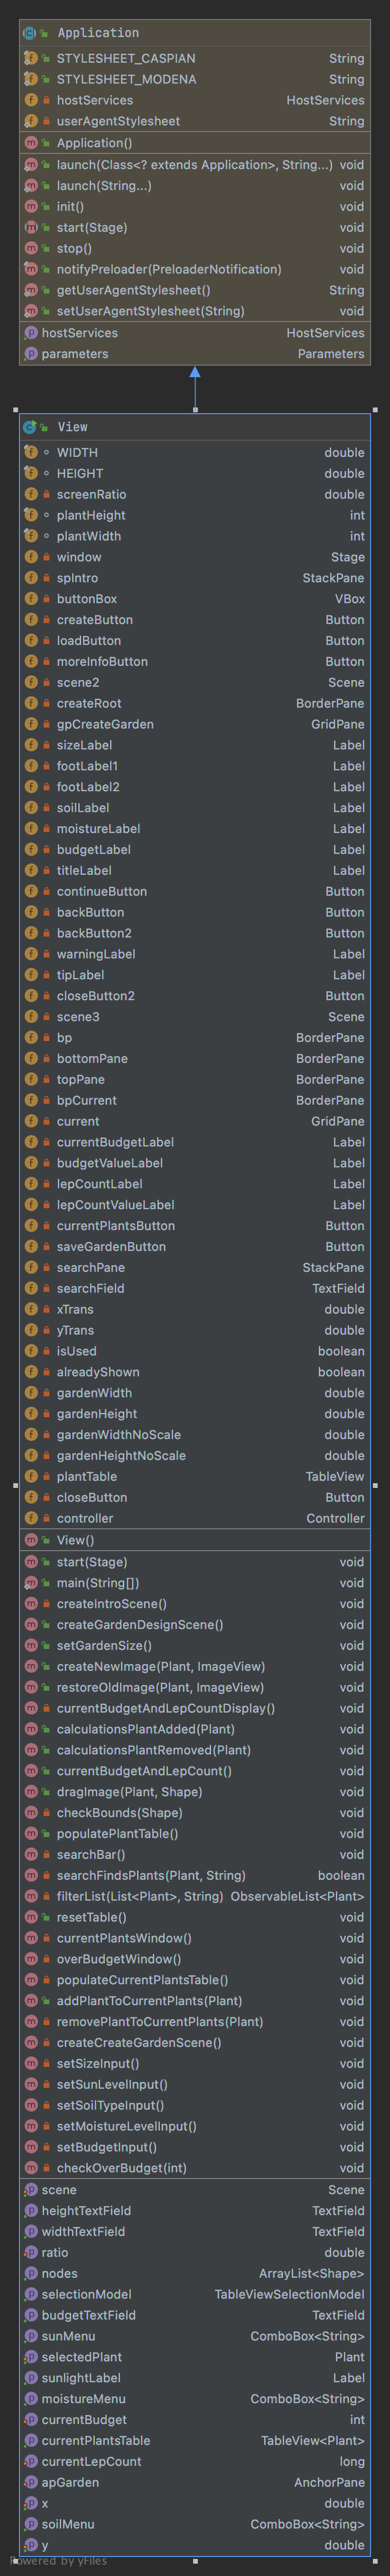 Application
STYLESHEET_CASPIAN String
STYLESHEET_MODENA String
hostServices HostServices
userAgentStylesheet String
Application()
launch(Class<? extends Application>, String...) void
launch(String...) void
init() void
start(Stage) void
stop() void
notifyPreloader(PreloaderNotification) void
getUserAgentStylesheet() String
setUserAgentStylesheet(String) void
hostServices HostServices
parameters Parameters
View
WIDTH double
HEIGHT double
screenRatio double
plantHeight int
plantWidth int
window Stage
spIntro StackPane
buttonBox VBox
createButton Button
loadButton Button
moreInfoButton Button
scene2 Scene
createRoot BorderPane
gpCreateGarden GridPane
sizeLabel Label
footLabel1 Label
footLabel2 Label
soilLabel Label
moistureLabel Label
budgetLabel Label
titleLabel Label
continueButton Button
backButton Button
backButton2 Button
warningLabel Label
tipLabel Label
closeButton2 Button
scene3 Scene
bp BorderPane
bottomPane BorderPane
topPane BorderPane
bpCurrent BorderPane
current GridPane
currentBudgetLabel Label
budgetValueLabel Label
lepCountLabel Label
lepCountValueLabel Label
currentPlantsButton Button
saveGardenButton Button
searchPane StackPane
searchField TextField
xTrans double
yTrans double
isUsed boolean
alreadyShown boolean
gardenWidth double
gardenHeight double
gardenWidthNoScale double
gardenHeightNoScale double
plantTable TableView
closeButton Button
controller Controller
View()
start(Stage) void
main(String[]) void
createIntroScene() void
createGardenDesignScene() void
setGardenSize() void
createNewImage(Plant, ImageView) void
restoreOldImage(Plant, ImageView) void
currentBudgetAndLepCountDisplay() void
calculationsPlantAdded(Plant) void
calculationsPlantRemoved(Plant) void
currentBudgetAndLepCount() void
dragImage(Plant, Shape) void
checkBounds(Shape) void
populatePlantTable() void
searchBar() void
searchFindsPlants(Plant, String) boolean
filterList(List<Plant>, String) ObservableList<Plant>
resetTable() void
currentPlantsWindow() void
overBudgetWindow() void
populateCurrentPlantsTable() void
addPlantToCurrentPlants(Plant) void
removePlantToCurrentPlants(Plant) void
createCreateGardenScene() void
setSizeInput() void
setSunLevelInput() void
setSoilTypeInput() void
setMoistureLevelInput() void
setBudgetInput() void
checkOverBudget(int) void
scene Scene
heightTextField TextField
widthTextField TextField
ratio double
nodes ArrayList<Shape>
selectionModel TableViewSelectionModel
budgetTextField TextField
sunMenu ComboBox<String>
selectedPlant Plant
sunlightLabel Label
moistureMenu ComboBox<String>
currentBudget int
currentPlantsTable TableView<Plant>
currentLepCount long
apGarden AnchorPane
x double
soilMenu ComboBox<String>
y double
Powered by yFiles